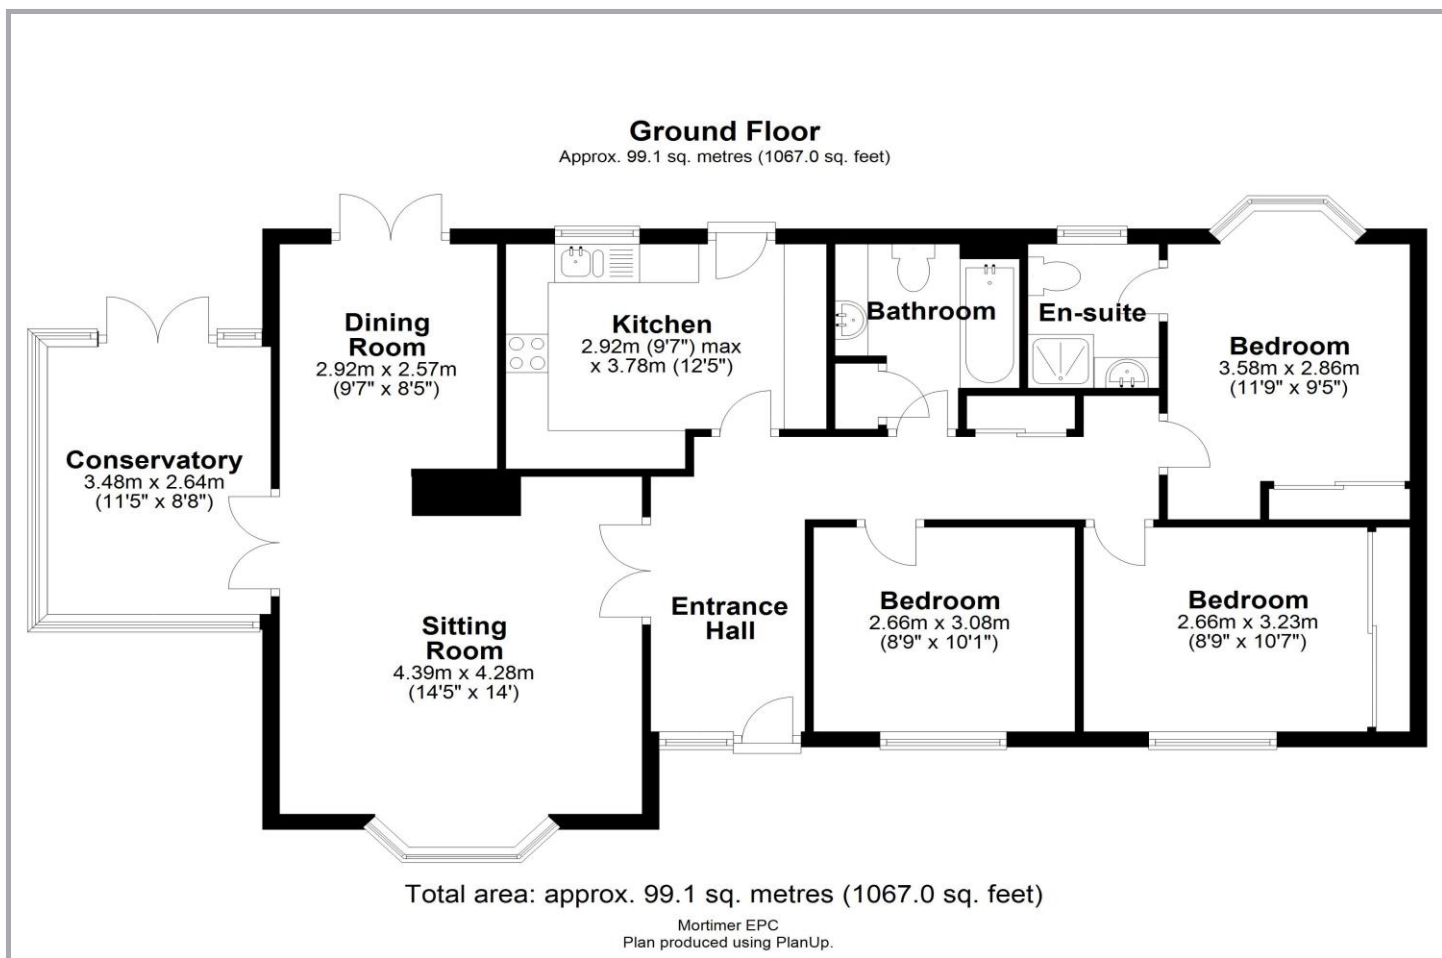 Ground Floor
Approx. 99.1 sq. metres (1067.0 sq. feet)
Dining
Room
2.92m x 2.57m
(9'7" x 8'5")
Kitchen
2.92m (9'7") max
x 3.78m (12'5")
Bathroom
En-suite
Bedroom
3.58m x 2.86m
(11'9" x 9'5")
Conservatory
3.48m x 2.64m
(11'5" x 8'8")
Sitting
Room
4.39m x 4.28m
(14'5" x 14')
Entrance
Hall
Bedroom
2.66m x 3.08m
(8'9" x 10'1")
Bedroom
2.66m x 3.23m
(8'9" x 10'7")
Total area: approx. 99.1 sq. metres (1067.0 sq. feet)
Mortimer EPC
Plan produced using PlanUp.